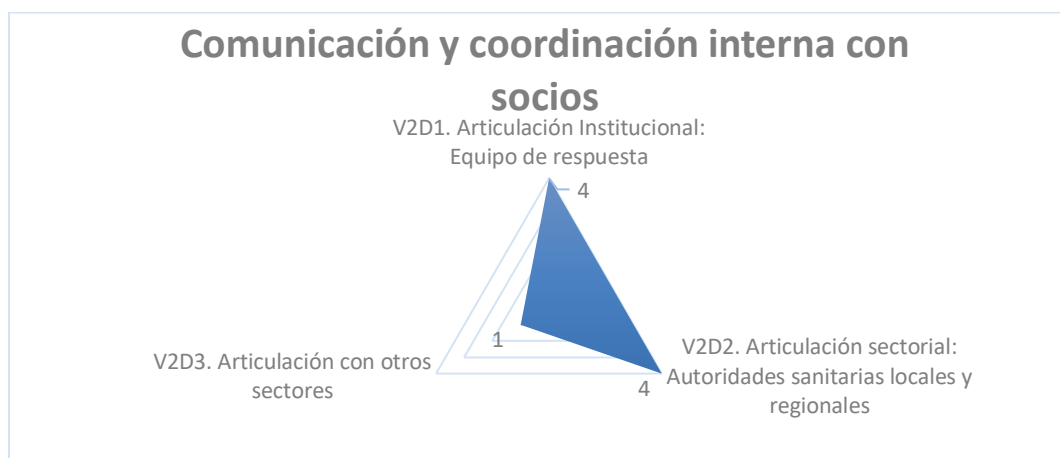 Comunicación y coordinación interna con
socios
V2D1. Articulación Institucional:
Equipo de respuesta
4
1
V2D3. Articulación con otros
sectores
V2D2. Articulación sectorial:
Autoridades sanitarias locales y
regionales
4